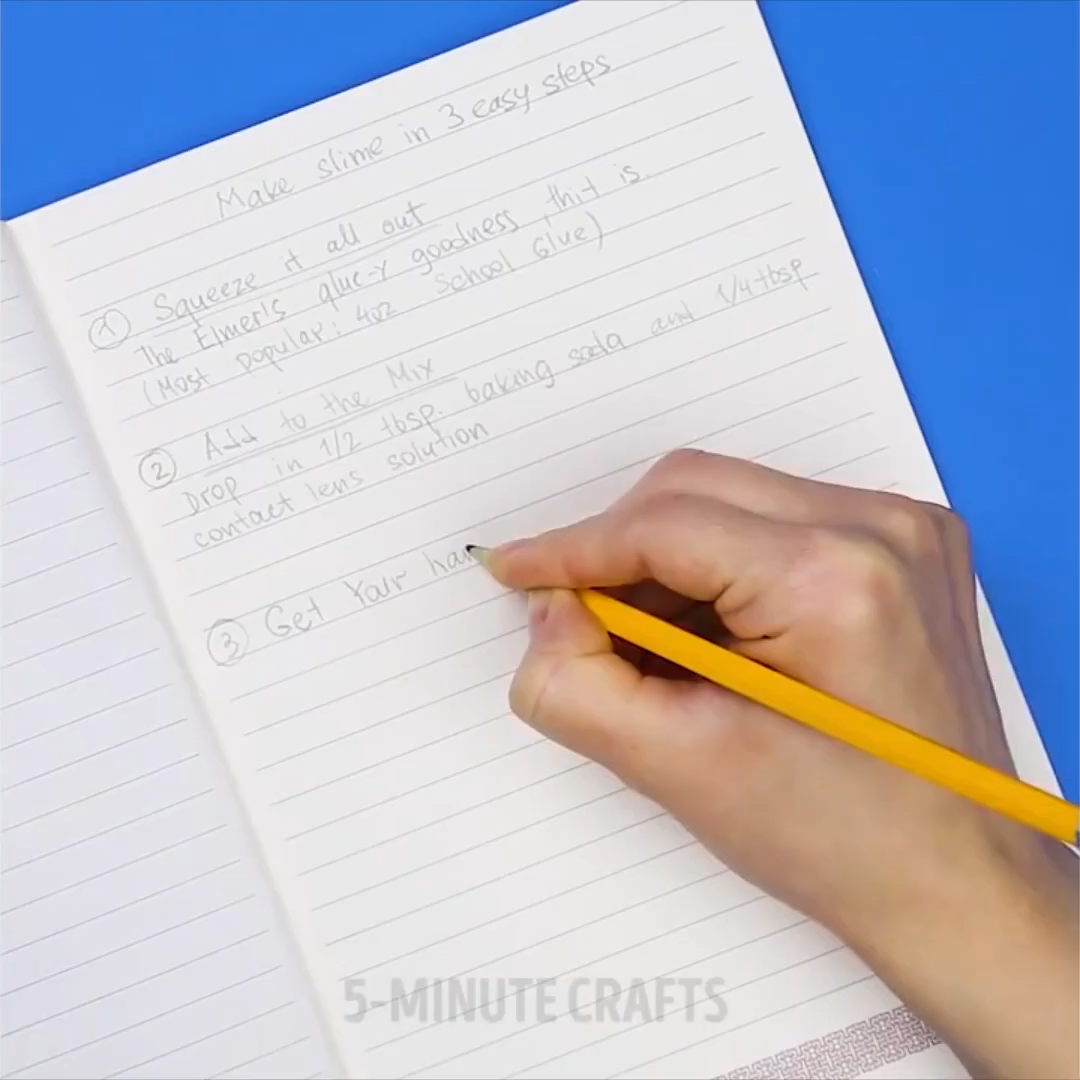 Make slime in 3 easy steps
① Squeeze it all out
The Elmer's glue-y goodness, thit is.
(Most popular: 4oz School Glue)
② Add to the Mix
Drop in 1/2 tbsp. baking soda and 1/4 tbsp
contact lens solution
③ Get Your han
5-MINUTE CRAFTS